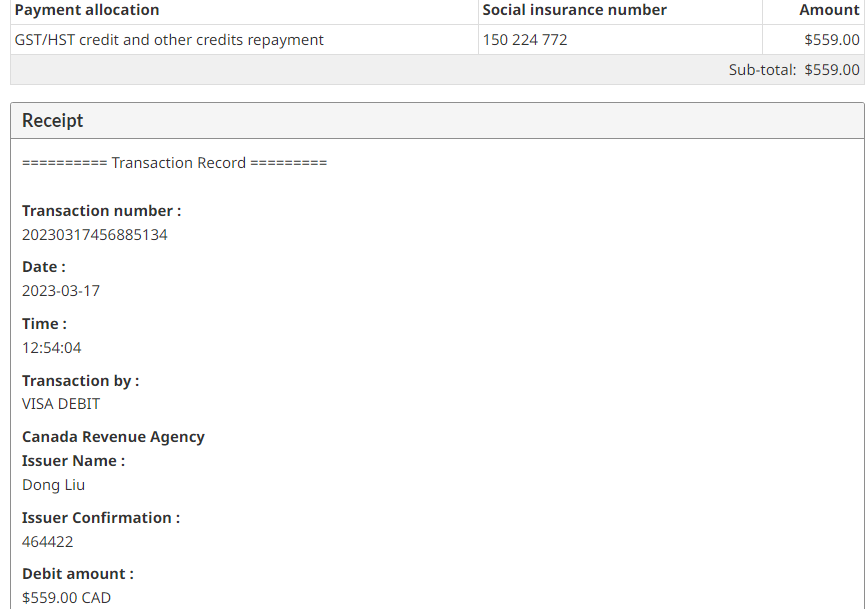 Payment allocation Social insurance number Amount
GST/HST credit and other credits repayment 150 224 772 $559.00
Sub-total: $559.00
Receipt
========== Transaction Record =========
Transaction number :
20230317456885134
Date :
2023-03-17
Time :
12:54:04
Transaction by :
VISA DEBIT
Canada Revenue Agency
Issuer Name :
Dong Liu
Issuer Confirmation :
464422
Debit amount :
$559.00 CAD